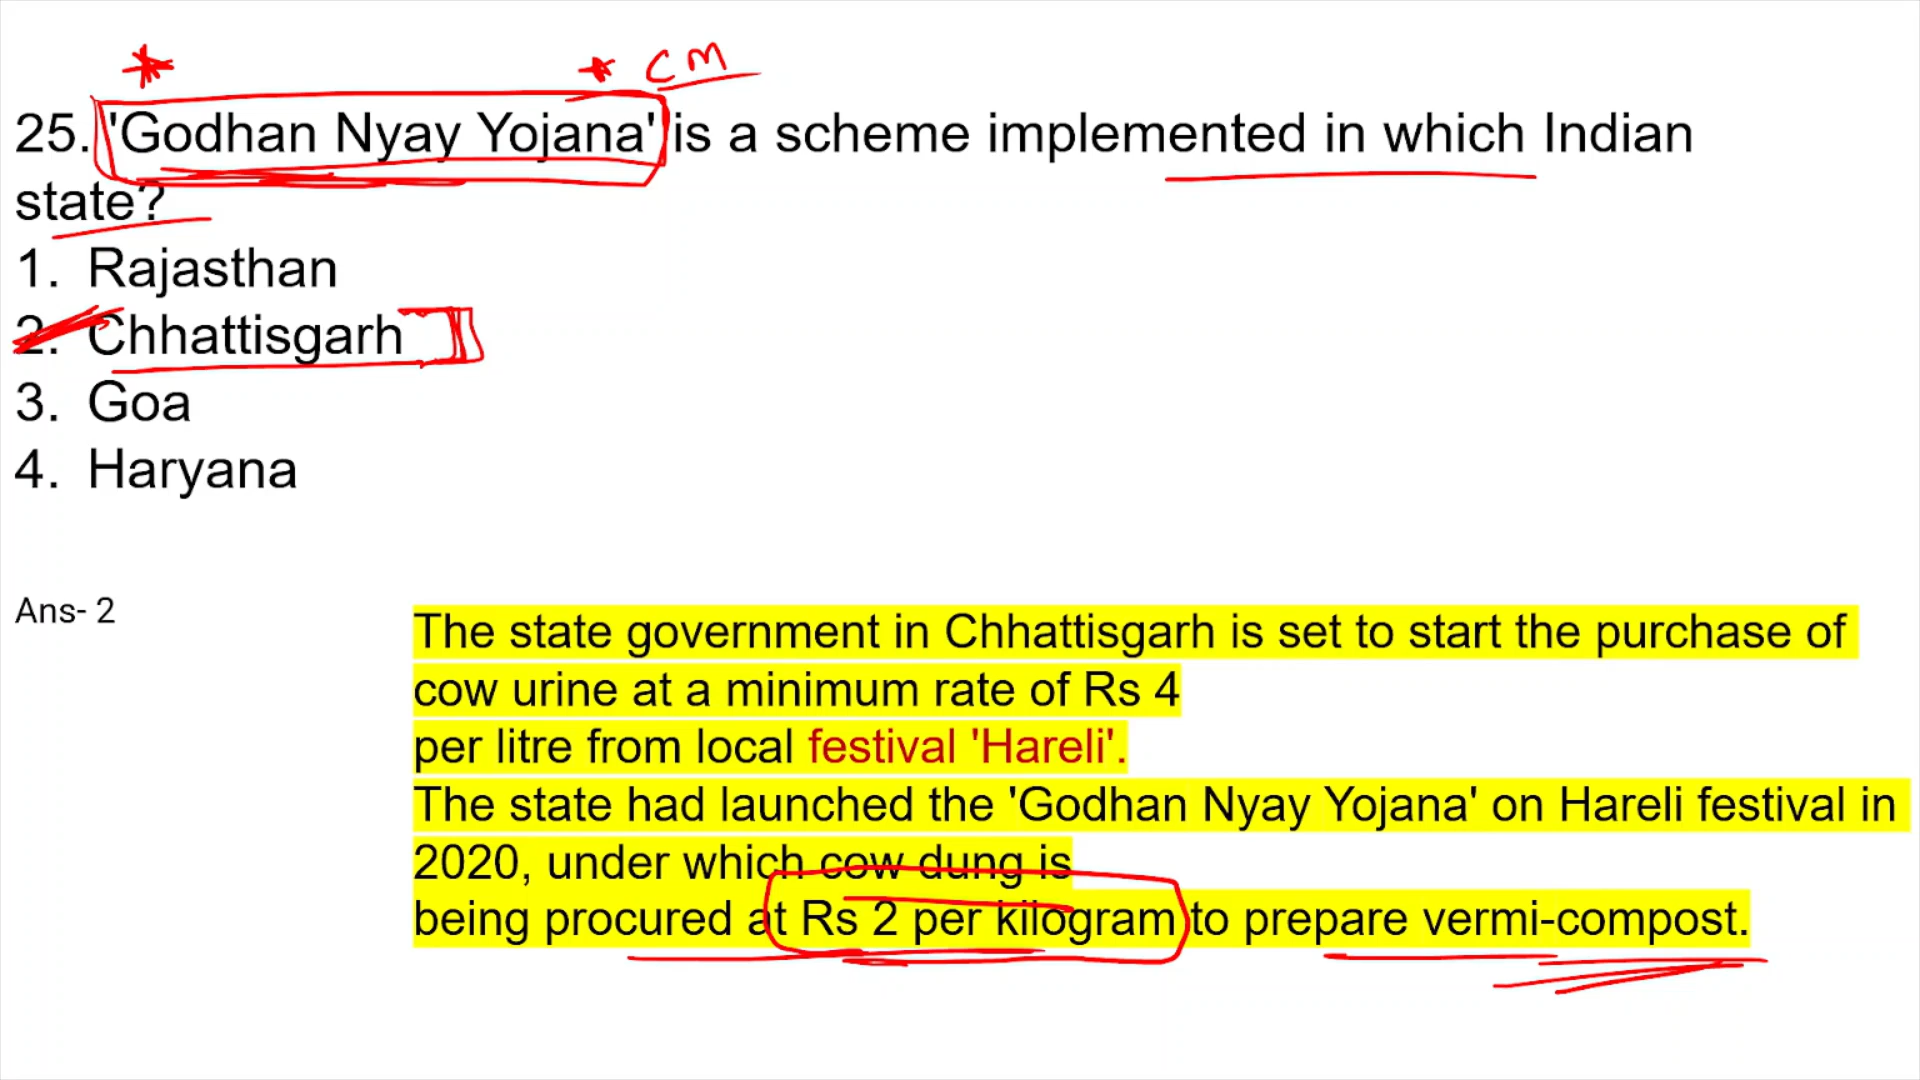 CM
25. 'Godhan Nyay Yojana' is a scheme implemented in which Indian
state?
1. Rajasthan
2. Chhattisgarh
3. Goa
4. Haryana
Ans- 2
The state government in Chhattisgarh is set to start the purchase of
cow urine at a minimum rate of Rs 4
per litre from local festival 'Hareli'.
The state had launched the 'Godhan Nyay Yojana' on Hareli festival in
2020, under which cow dung is
being procured at Rs 2 per kilogram to prepare vermi-compost.